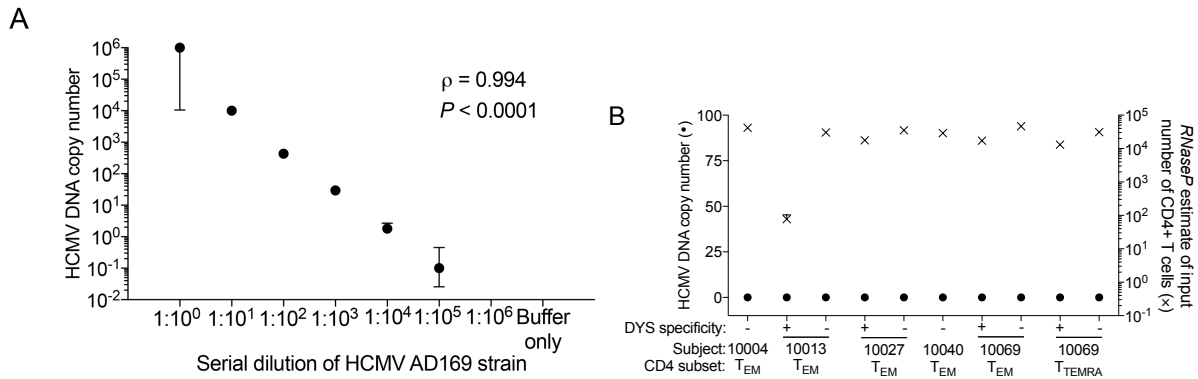 A
HCMV DNA copy number
10^6
10^5
10^4
10^3
10^2
10^1
10^0
10^-1
10^-2
ρ = 0.994
P < 0.0001
1:10^0 1:10^1 1:10^2 1:10^3 1:10^4 1:10^5 1:10^6 Buffer only
Serial dilution of HCMV AD169 strain
B
HCMV DNA copy number (•)
100
75
50
25
0
10^5
10^4
10^3
10^2
10^1
10^0
10^-1
RNaseP estimate of input
number of CD4+ T cells (×)
DYS specificity: - + - + - - + - + -
Subject: 10004 10013 10027 10040 10069 10069
CD4 subset: TEM TEM TEM TEM TEM TTEMRA